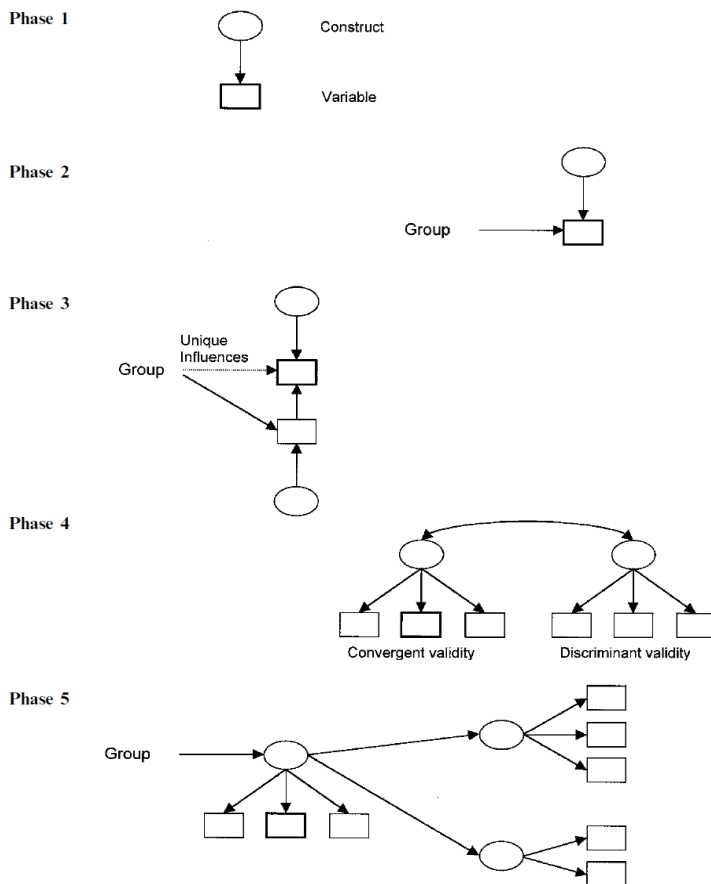 Phase 1
Construct
Variable
Phase 2
Group
Phase 3
Unique
Influences
Group
Phase 4
Convergent validity
Discriminant validity
Phase 5
Group